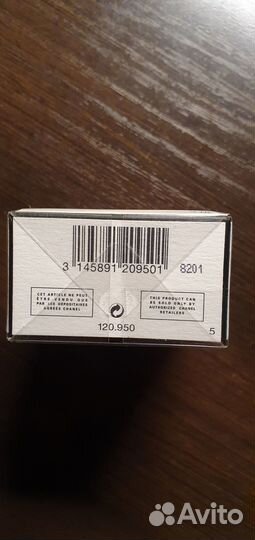 3 145891 209501 8201
CET ARTICLE NE PEUT
ÊTRE VENDU QUE
PAR LES DÉPOSITAIRES
AGRÉÉS CHANEL
THIS PRODUCT CAN
BE SOLD ONLY BY
AUTHORIZED CHANEL
RETAILERS
120.950
5
Avito